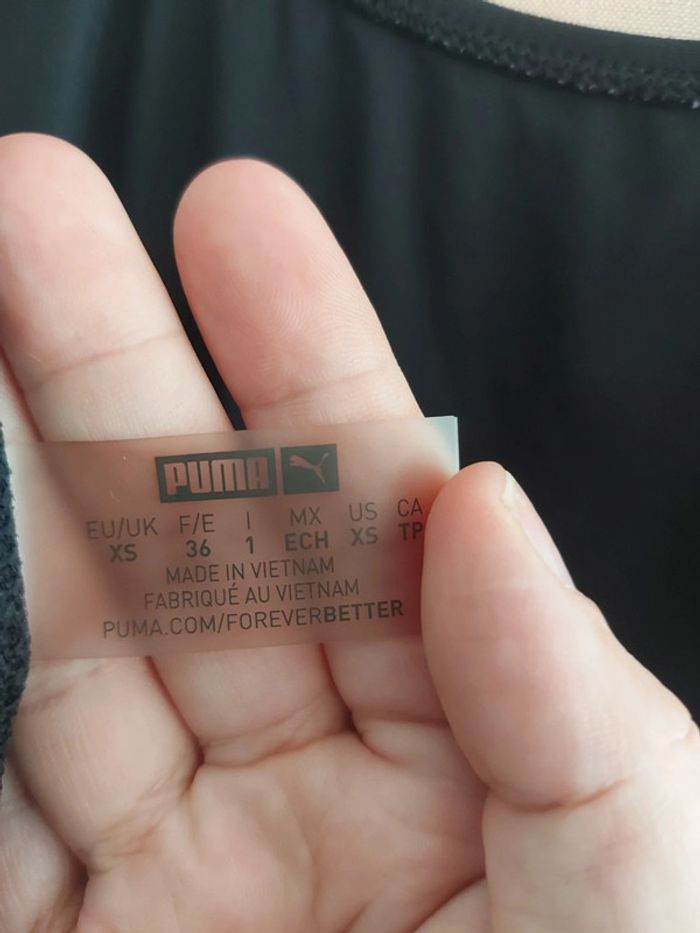 PUMA
EU/UK F/E I MX US CA
XS 36 1 ECH XS TP
MADE IN VIETNAM
FABRIQUÉ AU VIETNAM
PUMA.COM/FOREVERBETTER